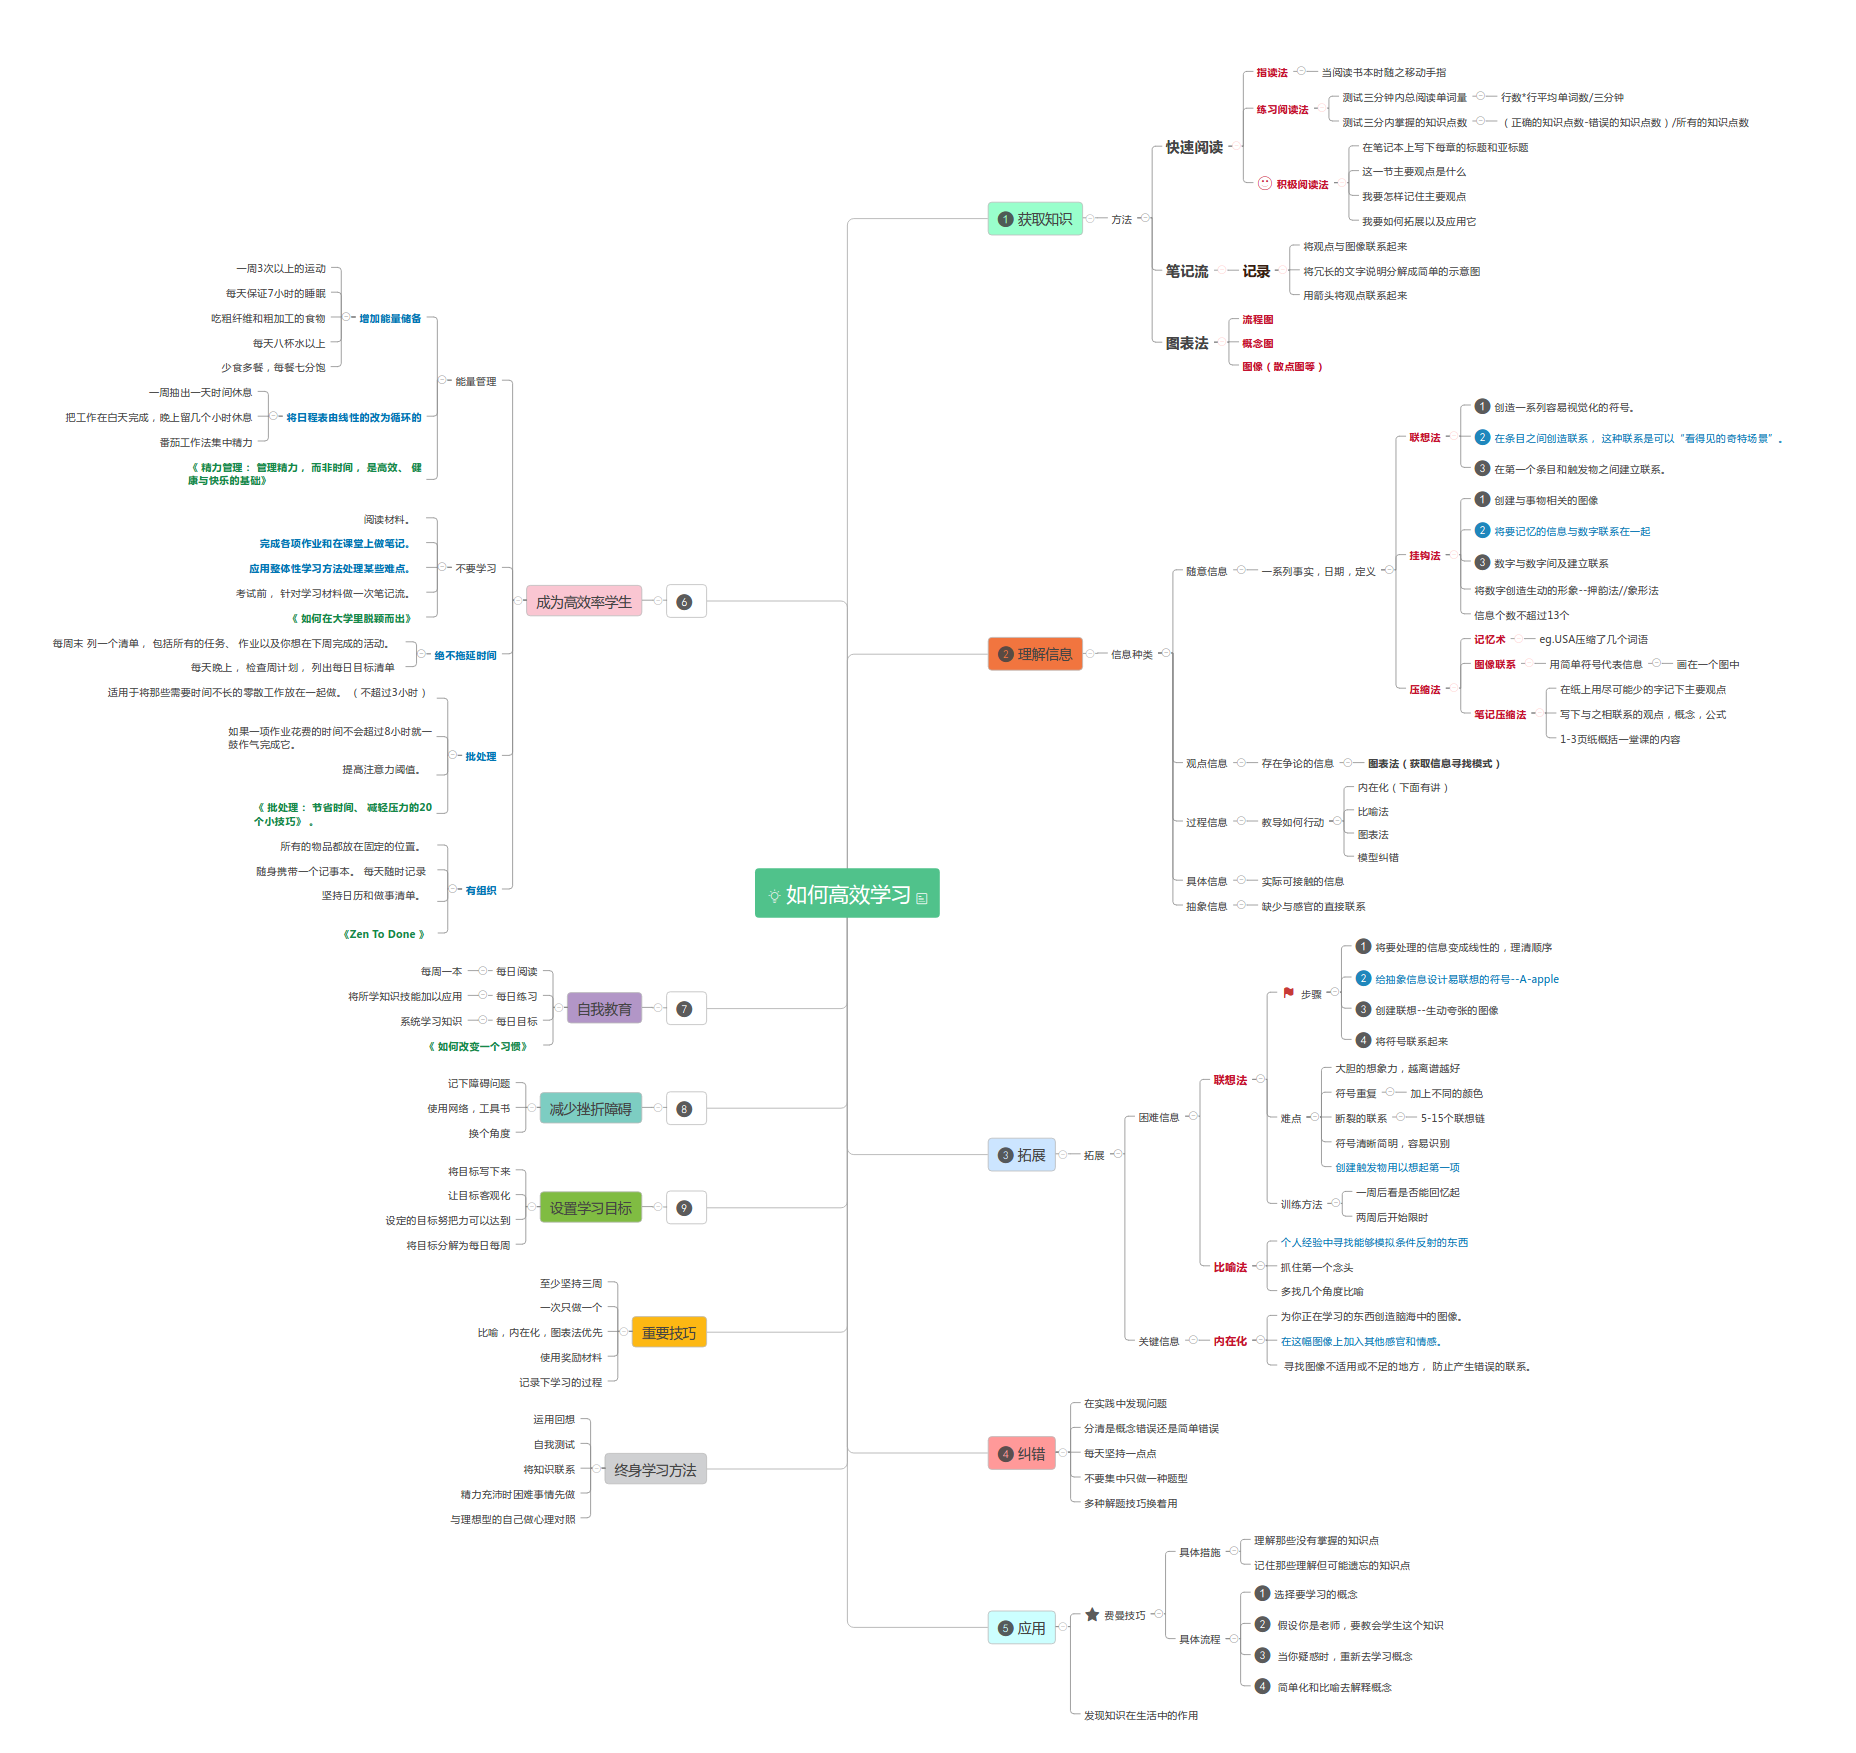 如何高效学习
1 获取知识
方法
快速阅读
指读法
当阅读书本时随之移动手指
练习阅读法
测试三分钟内总阅读单词量
行数*行平均单词数/三分钟
测试三分内掌握的知识点数
（正确的知识点数-错误的知识点数）/所有的知识点数
积极阅读法
在笔记本上写下每章的标题和亚标题
这一节主要观点是什么
我要怎样记住主要观点
我要如何拓展以及应用它
笔记流
记录
将观点与图像联系起来
将冗长的文字说明分解成简单的示意图
用箭头将观点联系起来
图表法
流程图
概念图
图像（散点图等）
2 理解信息
信息种类
随意信息
一系列事实，日期，定义
联想法
1 创造一系列容易视觉化的符号。
2 在条目之间创造联系，这种联系是可以“看得见的奇特场景”。
3 在第一个条目和触发物之间建立联系。
挂钩法
1 创建与事物相关的图像
2 将要记忆的信息与数字联系在一起
3 数字与数字间及建立联系
将数字创造生动的形象--押韵法//象形法
信息个数不超过13个
压缩法
记忆术
eg.USA压缩了几个词语
图像联系
用简单符号代表信息
画在一个图中
笔记压缩法
在纸上用尽可能少的字记下主要观点
写下与之相联系的观点，概念，公式
1-3页纸概括一堂课的内容
观点信息
存在争论的信息
图表法（获取信息寻找模式）
过程信息
教导如何行动
内在化（下面有讲）
比喻法
图表法
模型纠错
具体信息
实际可接触的信息
抽象信息
缺少与感官的直接联系
3 拓展
拓展
困难信息
联想法
步骤
1 将要处理的信息变成线性的，理清顺序
2 给抽象信息设计易联想的符号--A-apple
3 创建联想--生动夸张的图像
4 将符号联系起来
难点
大胆的想象力，越离谱越好
符号重复
加上不同的颜色
断裂的联系
5-15个联想链
符号清晰简明，容易识别
创建触发物用以想起第一项
训练方法
一周后看是否能回忆起
两周后开始限时
比喻法
个人经验中寻找能够模拟条件反射的东西
抓住第一个念头
多找几个角度比喻
关键信息
内在化
为你正在学习的东西创造脑海中的图像。
在这幅图像上加入其他感官和情感。
寻找图像不适用或不足的地方，防止产生错误的联系。
4 纠错
在实践中发现问题
分清是概念错误还是简单错误
每天坚持一点点
不要集中只做一种题型
多种解题技巧换着用
5 应用
费曼技巧
具体措施
理解那些没有掌握的知识点
记住那些理解但可能遗忘的知识点
具体流程
1 选择要学习的概念
2 假设你是老师，要教会学生这个知识
3 当你疑惑时，重新去学习概念
4 简单化和比喻去解释概念
发现知识在生活中的作用
6
成为高效率学生
能量管理
增加能量储备
一周3次以上的运动
每天保证7小时的睡眠
吃粗纤维和粗加工的食物
每天八杯水以上
少食多餐，每餐七分饱
将日程表由线性的改为循环的
一周抽出一天时间休息
把工作在白天完成，晚上留几个小时休息
番茄工作法集中精力
《精力管理：管理精力，而非时间，是高效、健
康与快乐的基础》
不要学习
阅读材料。
完成各项作业和在课堂上做笔记。
应用整体性学习方法处理某些难点。
考试前，针对学习材料做一次笔记流。
《如何在大学里脱颖而出》
绝不拖延时间
每周末 列一个清单，包括所有的任务、作业以及你想在下周完成的活动。
每天晚上，检查周计划，列出每日目标清单
批处理
适用于将那些需要时间不长的零散工作放在一起做。（不超过3小时）
如果一项作业花费的时间不会超过8小时就一
鼓作气完成它。
提高注意力阈值。
《批处理：节省时间、减轻压力的20
个小技巧》。
有组织
所有的物品都放在固定的位置。
随身携带一个记事本。每天随时记录
坚持日历和做事清单。
《Zen To Done 》
7
自我教育
每日阅读
每周一本
每日练习
将所学知识技能加以应用
每日目标
系统学习知识
《如何改变一个习惯》
8
减少挫折障碍
记下障碍问题
使用网络，工具书
换个角度
9
设置学习目标
将目标写下来
让目标客观化
设定的目标努把力可以达到
将目标分解为每日每周
重要技巧
至少坚持三周
一次只做一个
比喻，内在化，图表法优先
使用奖励材料
记录下学习的过程
终身学习方法
运用回想
自我测试
将知识联系
精力充沛时困难事情先做
与理想型的自己做心理对照